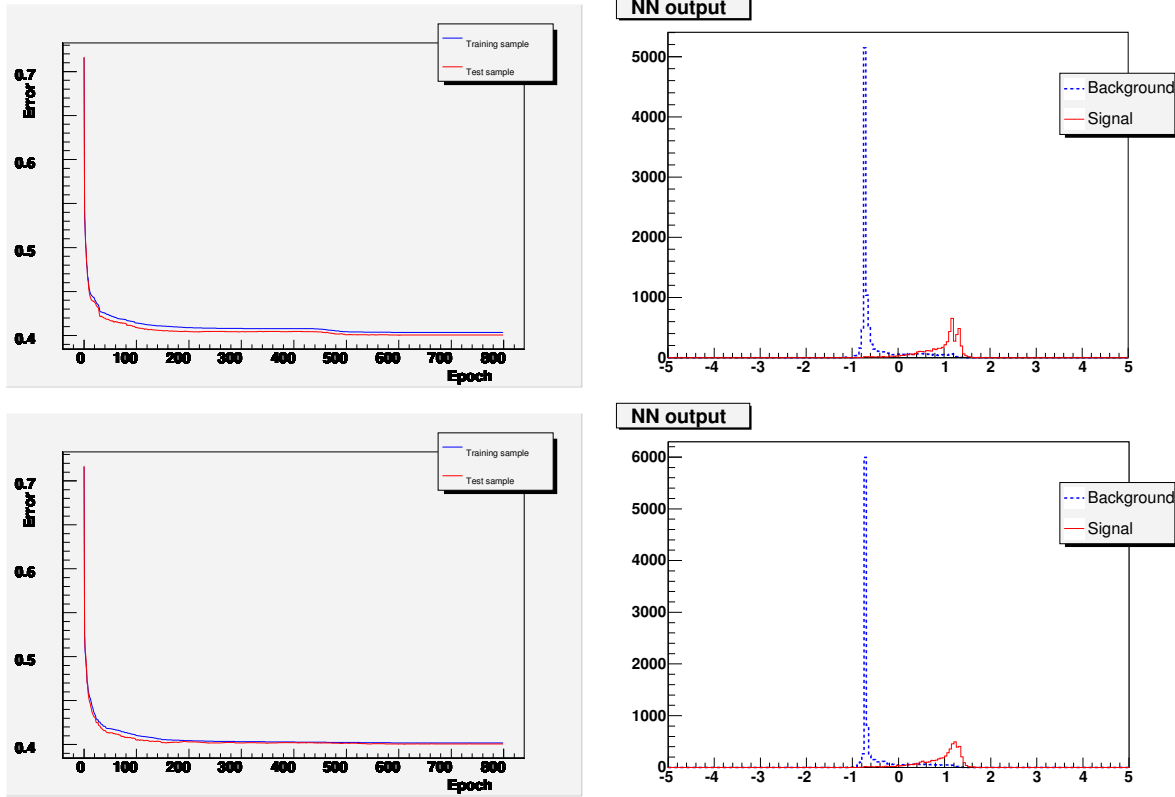 Training sample
Test sample
0.7
0.6
0.5
0.4
Error
0 100 200 300 400 500 600 700 800
Epoch
NN output
Background
Signal
5000
4000
3000
2000
1000
0
-5 -4 -3 -2 -1 0 1 2 3 4 5
Training sample
Test sample
0.7
0.6
0.5
0.4
Error
0 100 200 300 400 500 600 700 800
Epoch
NN output
Background
Signal
6000
5000
4000
3000
2000
1000
0
-5 -4 -3 -2 -1 0 1 2 3 4 5